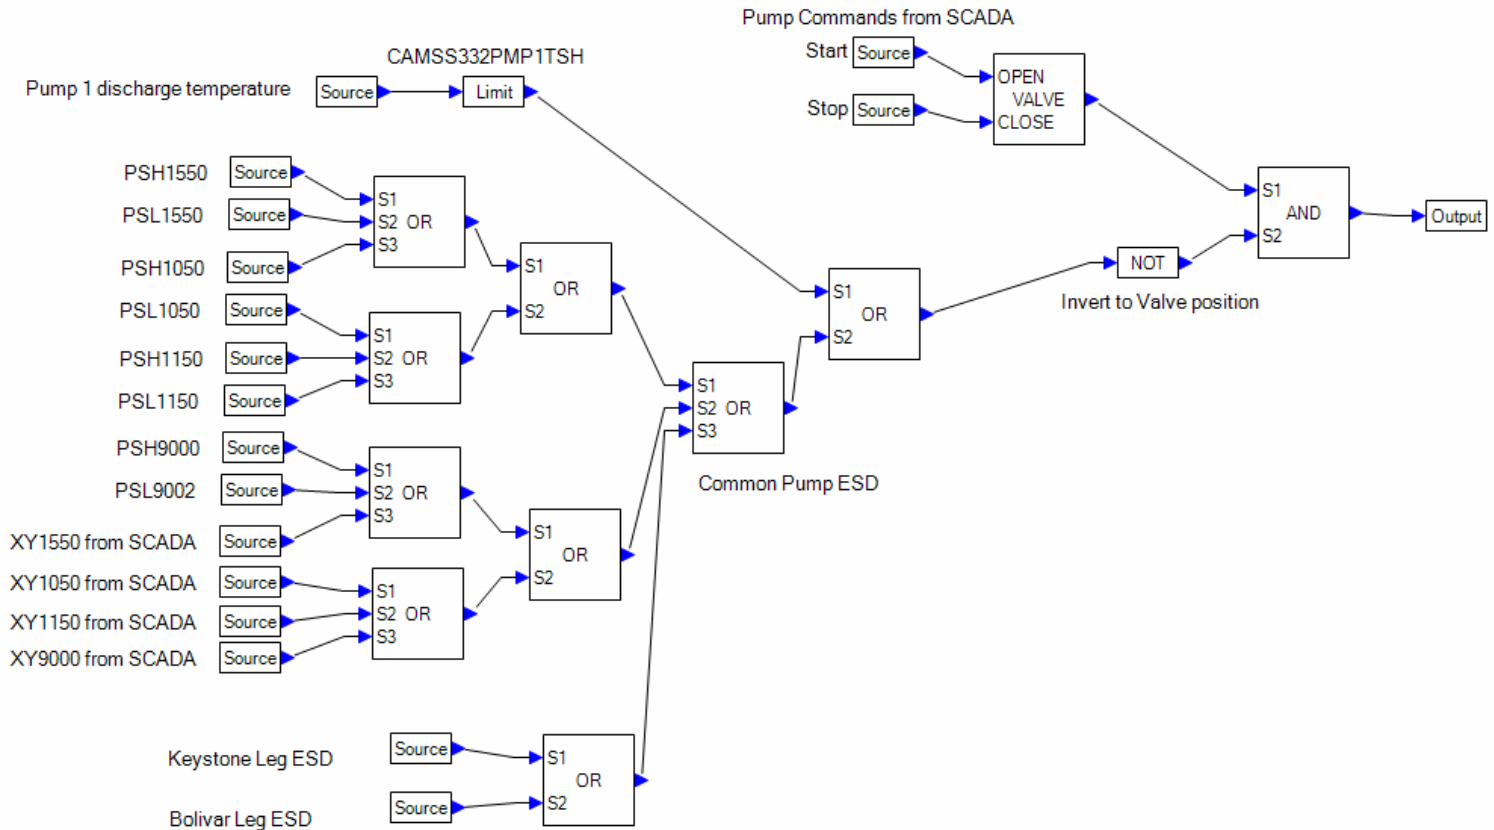 Pump Commands from SCADA
Start Source
OPEN
VALVE
CLOSE
Stop Source
CAMSS332PMP1TSH
Pump 1 discharge temperature Source Limit
PSH1550 Source
PSL1550 Source
PSH1050 Source
S1
S2 OR
S3
PSL1050 Source
PSH1150 Source
PSL1150 Source
S1
S2 OR
S3
S1
OR
S2
PSH9000 Source
PSL9002 Source
XY1550 from SCADA Source
S1
S2 OR
S3
XY1050 from SCADA Source
XY1150 from SCADA Source
XY9000 from SCADA Source
S1
S2 OR
S3
S1
OR
S2
Keystone Leg ESD Source
Bolivar Leg ESD Source
S1
OR
S2
S1
S2 OR
S3
Common Pump ESD
S1
OR
S2
NOT
Invert to Valve position
S1
AND
S2
Output